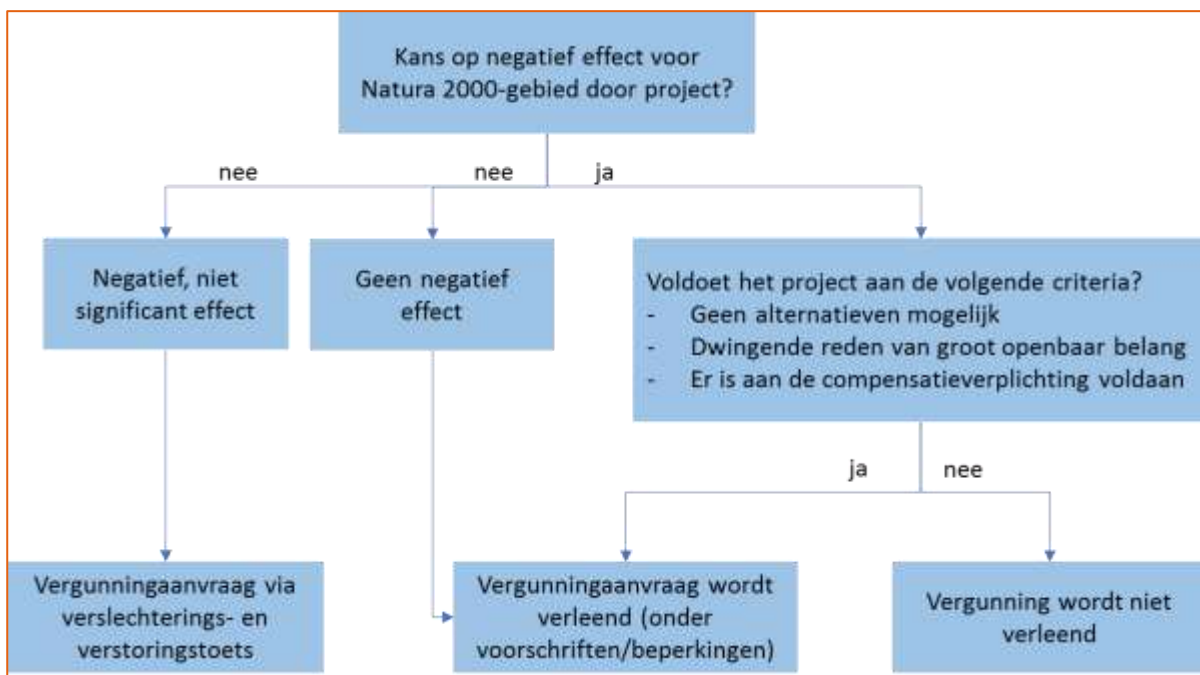 Kans op negatief effect voor
Natura 2000-gebied door project?
nee
nee
ja
Negatief, niet
significant effect
Geen negatief
effect
Voldoet het project aan de volgende criteria?
- Geen alternatieven mogelijk
- Dwingende reden van groot openbaar belang
- Er is aan de compensatieverplichting voldaan
ja
nee
Vergunningaanvraag via
verslechterings- en
verstoringstoets
Vergunningaanvraag wordt
verleend (onder
voorschriften/beperkingen)
Vergunning wordt niet
verleend